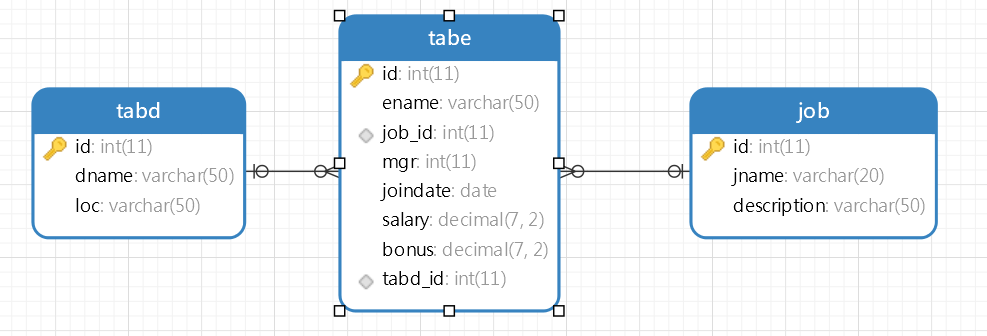 tabd
id: int(11)
dname: varchar(50)
loc: varchar(50)
tabe
id: int(11)
ename: varchar(50)
job_id: int(11)
mgr: int(11)
joindate: date
salary: decimal(7, 2)
bonus: decimal(7, 2)
tabd_id: int(11)
job
id: int(11)
jname: varchar(20)
description: varchar(50)